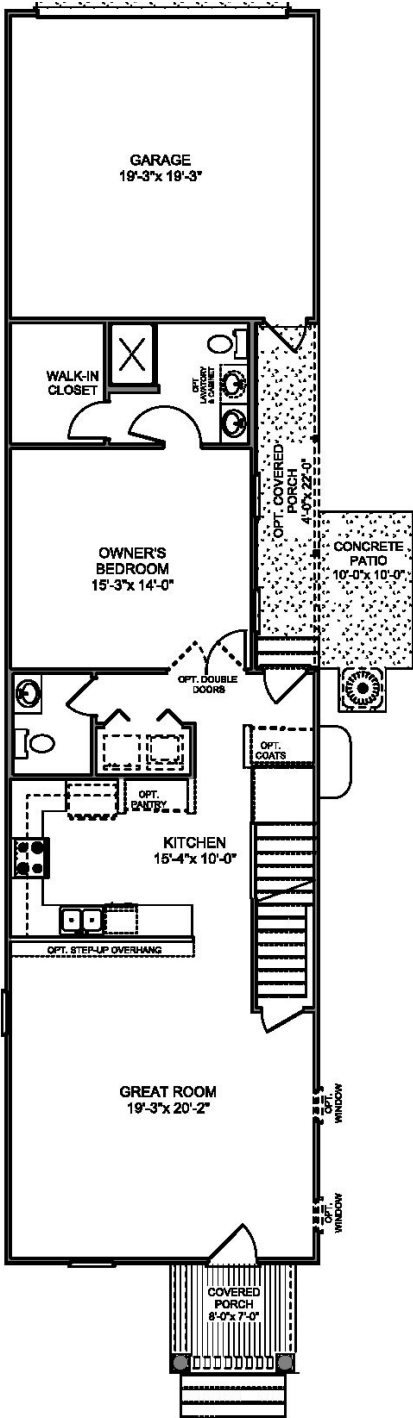 GARAGE
19'-3"x 19'-3"
WALK-IN
CLOSET
OPT
LAVATORY
& CABINET
OPT. COVERED
PORCH
4'-0"x 22'-0"
OWNER'S
BEDROOM
15'-3"x 14'-0"
CONCRETE
PATIO
10'-0"x 10'-0"
OPT. DOUBLE
DOORS
OPT.
COATS
OPT.
PANTRY
KITCHEN
15'-4"x 10'-0"
OPT. STEP-UP OVERHANG
GREAT ROOM
19'-3"x 20'-2"
OPT.
WINDOW
OPT.
WINDOW
COVERED
PORCH
8'-0"x 7'-0"